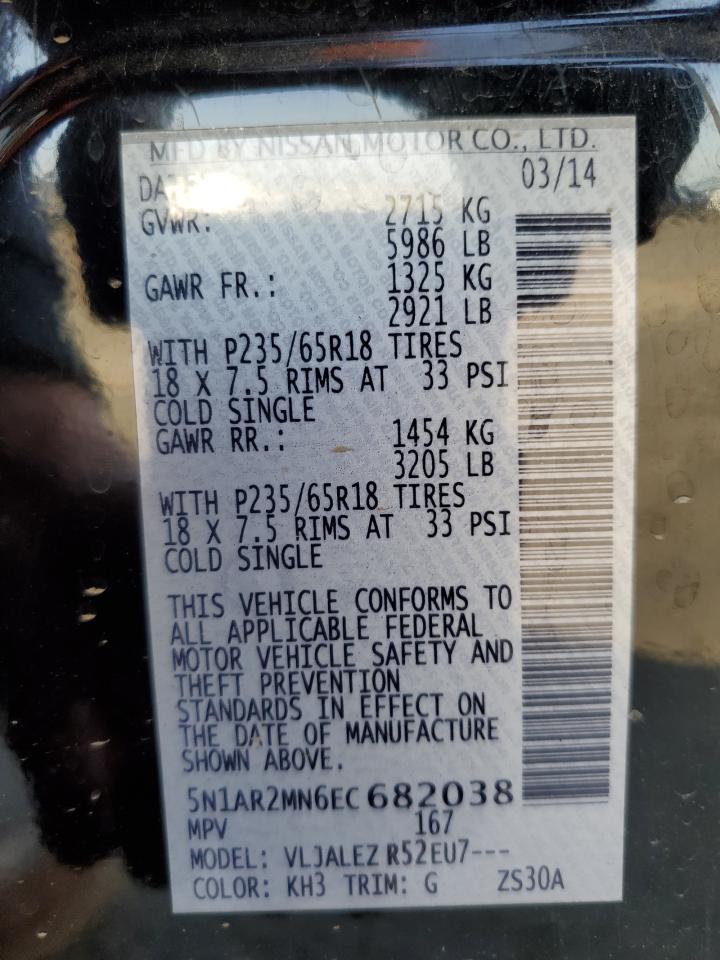 MFD BY NISSAN MOTOR CO., LTD.
DATE: 03/14
GVWR: 2715 KG
5986 LB
GAWR FR.: 1325 KG
2921 LB
WITH P235/65R18 TIRES
18 X 7.5 RIMS AT 33 PSI
COLD SINGLE
GAWR RR.: 1454 KG
3205 LB
WITH P235/65R18 TIRES
18 X 7.5 RIMS AT 33 PSI
COLD SINGLE
THIS VEHICLE CONFORMS TO
ALL APPLICABLE FEDERAL
MOTOR VEHICLE SAFETY AND
THEFT PREVENTION
STANDARDS IN EFFECT ON
THE DATE OF MANUFACTURE
SHOWN ABOVE.
5N1AR2MN6EC682038
MPV 167
MODEL: VLJALEZ R52EU7---
COLOR: KH3 TRIM: G ZS30A